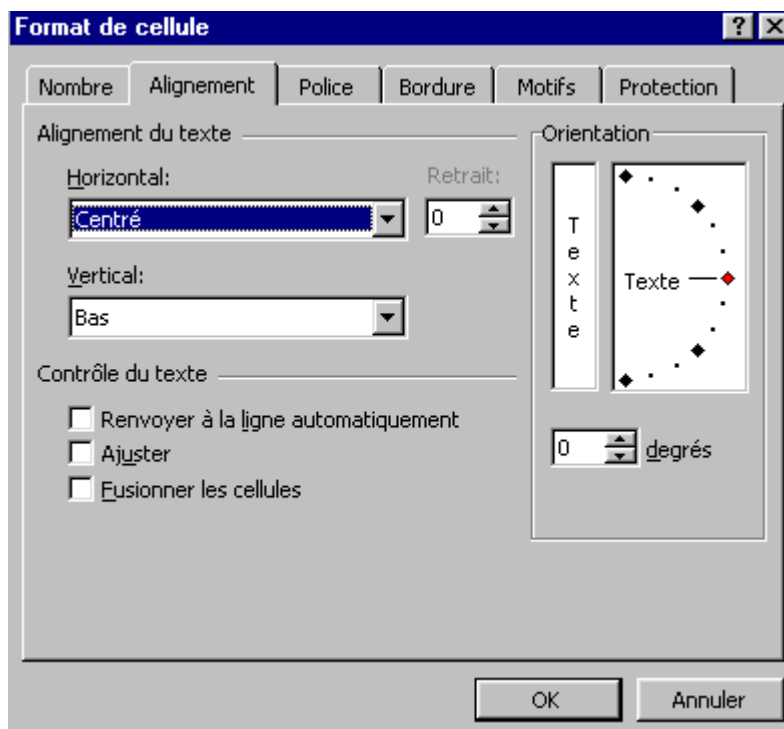 Format de cellule
Nombre Alignement Police Bordure Motifs Protection
Alignement du texte
Horizontal:
Retrait:
Centré
0
Vertical:
Bas
Contrôle du texte
Renvoyer à la ligne automatiquement
Ajuster
Fusionner les cellules
Orientation
Texte
Texte
0 degrés
OK Annuler